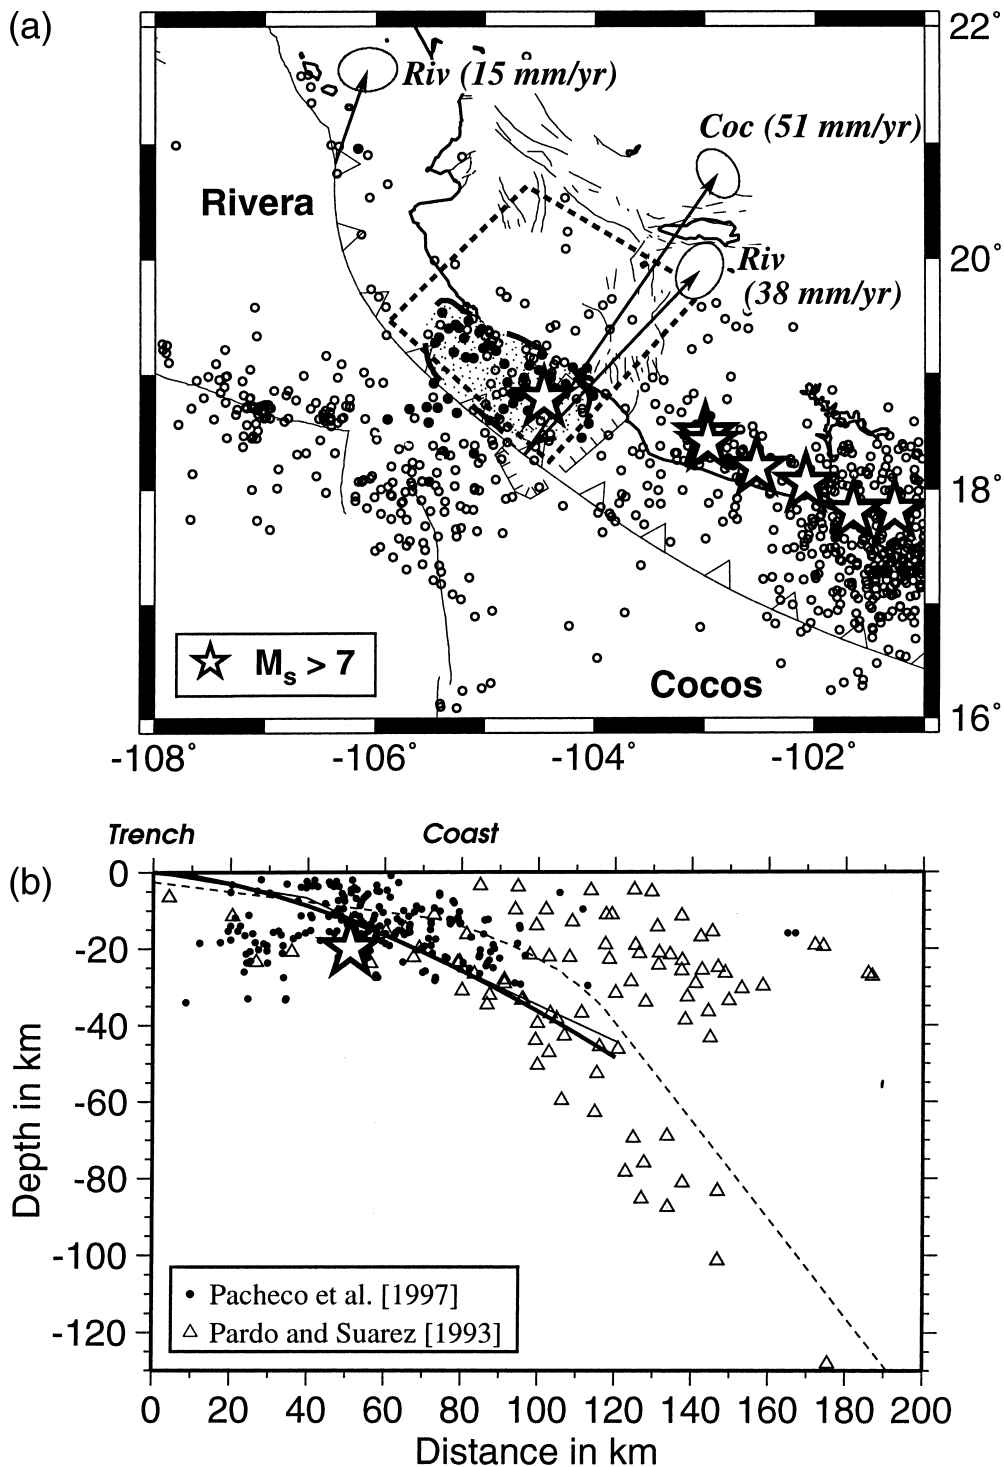 (a)
22°
Riv (15 mm/yr)
Coc (51 mm/yr)
Rivera
20°
Riv
(38 mm/yr)
18°
Ms > 7
Cocos
16°
-108° -106° -104° -102°
Trench Coast
(b)
0
-20
-40
-60
-80
-100
-120
Depth in km
Pacheco et al. [1997]
Pardo and Suarez [1993]
0 20 40 60 80 100 120 140 160 180 200
Distance in km